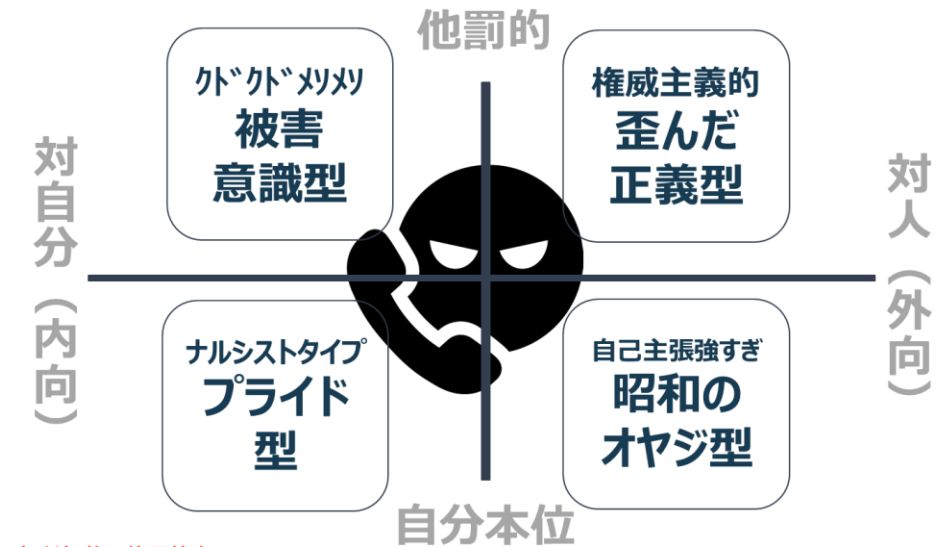 他罰的
クドクドメリメリ
被害
意識型
権威主義的
歪んだ
正義型
対自分（内向）
対人（外向）
ナルシストタイプ
プライド
型
自己主張強すぎ
昭和の
オヤジ型
自分本位